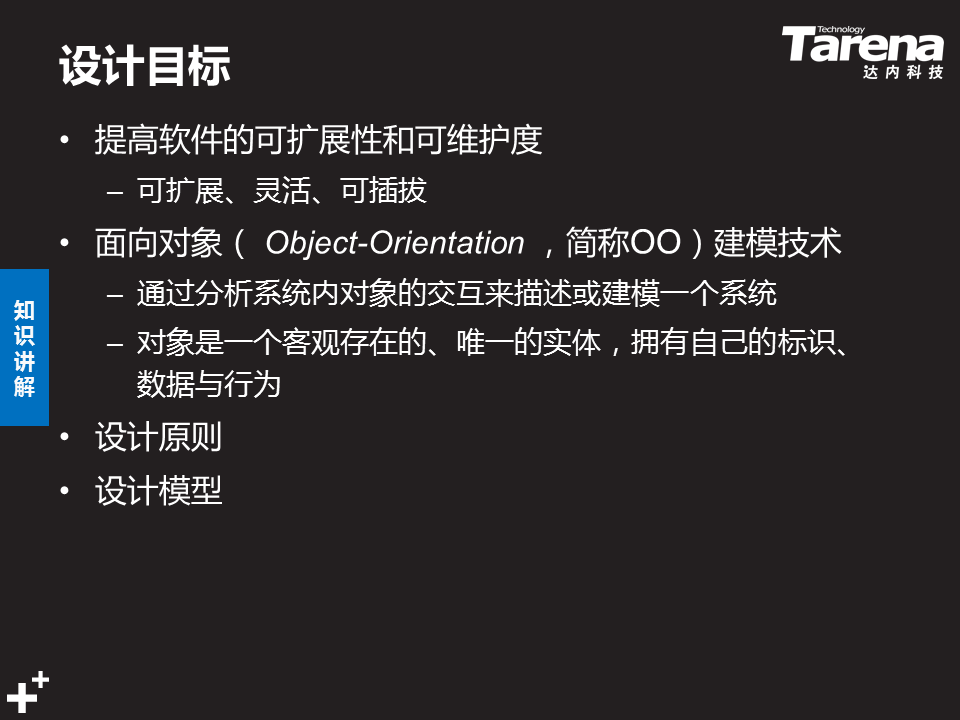 设计目标
Technology
Tarena
达内科技
• 提高软件的可扩展性和可维护度
– 可扩展、灵活、可插拔
• 面向对象（ Object-Orientation ，简称OO）建模技术
– 通过分析系统内对象的交互来描述或建模一个系统
– 对象是一个客观存在的、唯一的实体，拥有自己的标识、
数据与行为
• 设计原则
• 设计模型
知
识
讲
解